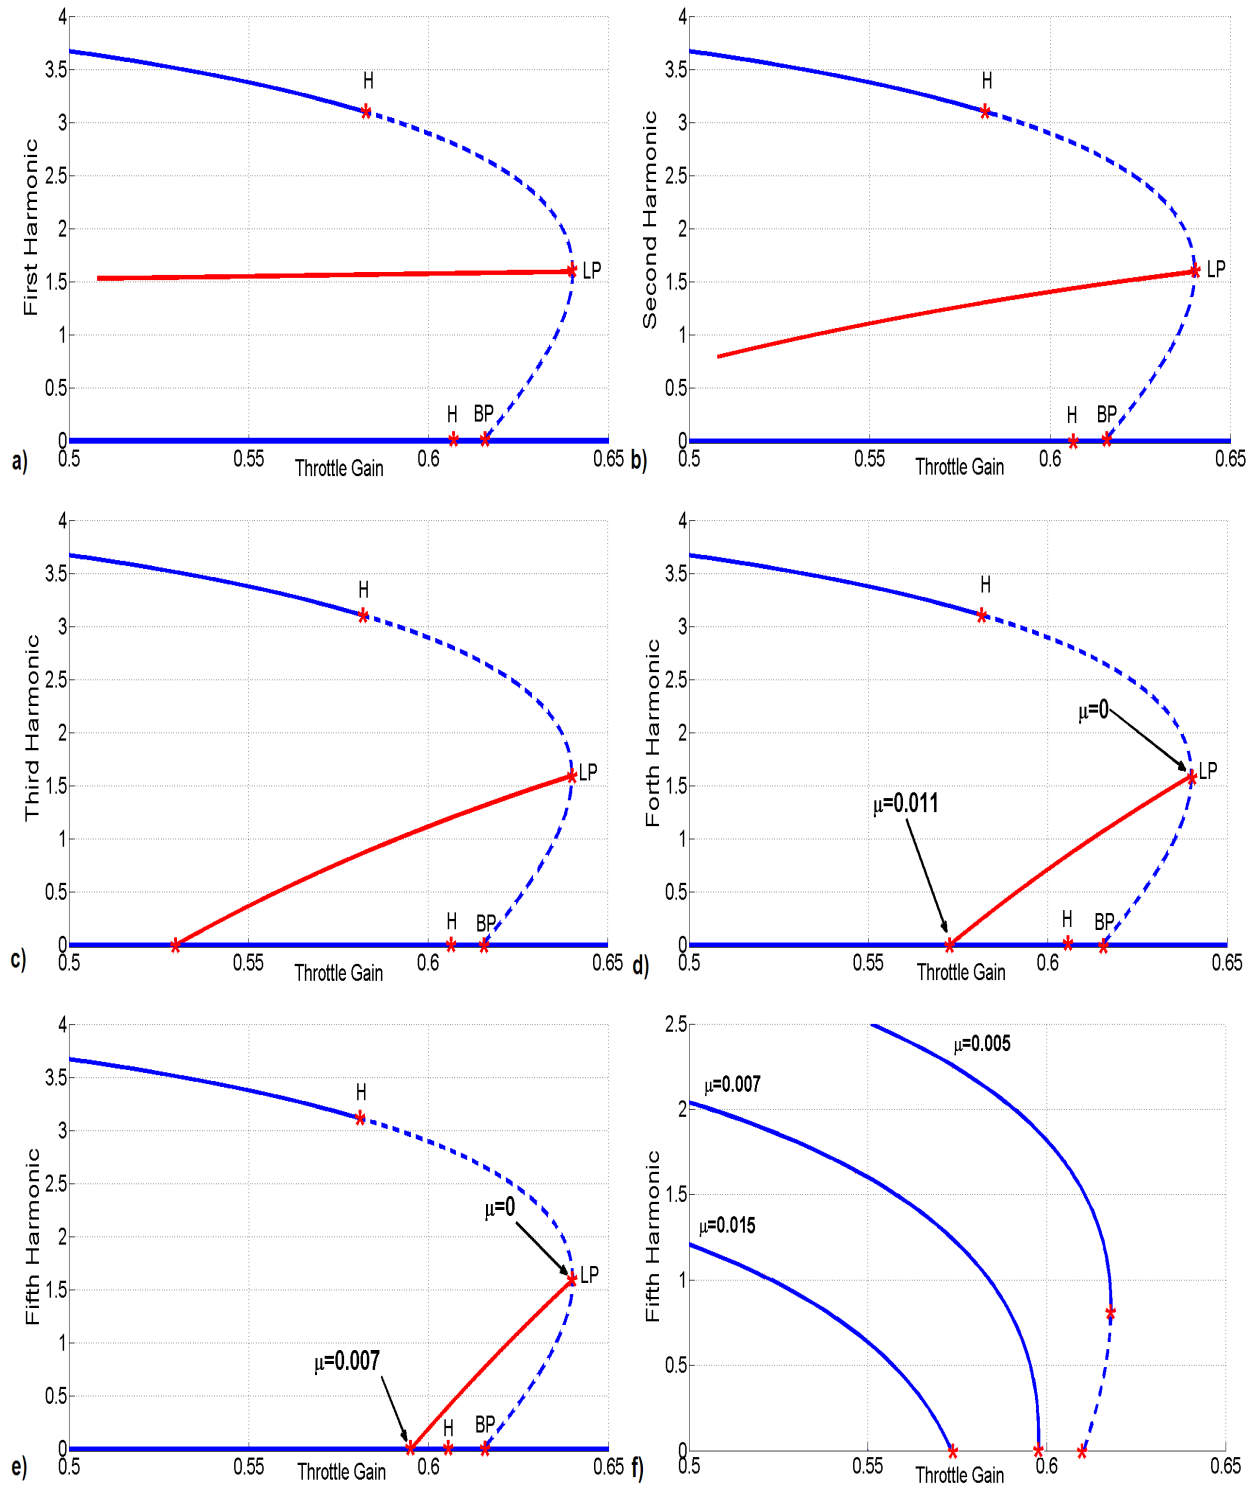 4
3.5
H
3
2.5
2
LP
1.5
1
0.5
H BP
0
First Harmonic
0.5 0.55 0.6 0.65
Throttle Gain
a)
4
3.5
H
3
2.5
2
LP
1.5
1
0.5
H BP
0
Second Harmonic
0.5 0.55 0.6 0.65
Throttle Gain
b)
4
3.5
H
3
2.5
2
LP
1.5
1
0.5
H BP
0
Third Harmonic
0.5 0.55 0.6 0.65
Throttle Gain
c)
4
3.5
H
3
2.5
μ=0
2
LP
1.5
μ=0.011
1
0.5
H BP
0
Forth Harmonic
0.5 0.55 0.6 0.65
Throttle Gain
d)
4
3.5
H
3
2.5
μ=0
2
LP
1.5
1
μ=0.007
0.5
H BP
0
Fifth Harmonic
0.5 0.55 0.6 0.65
Throttle Gain
e)
2.5
μ=0.005
μ=0.007
2
1.5
μ=0.015
1
0.5
0
Fifth Harmonic
0.5 0.55 0.6 0.65
Throttle Gain
f)